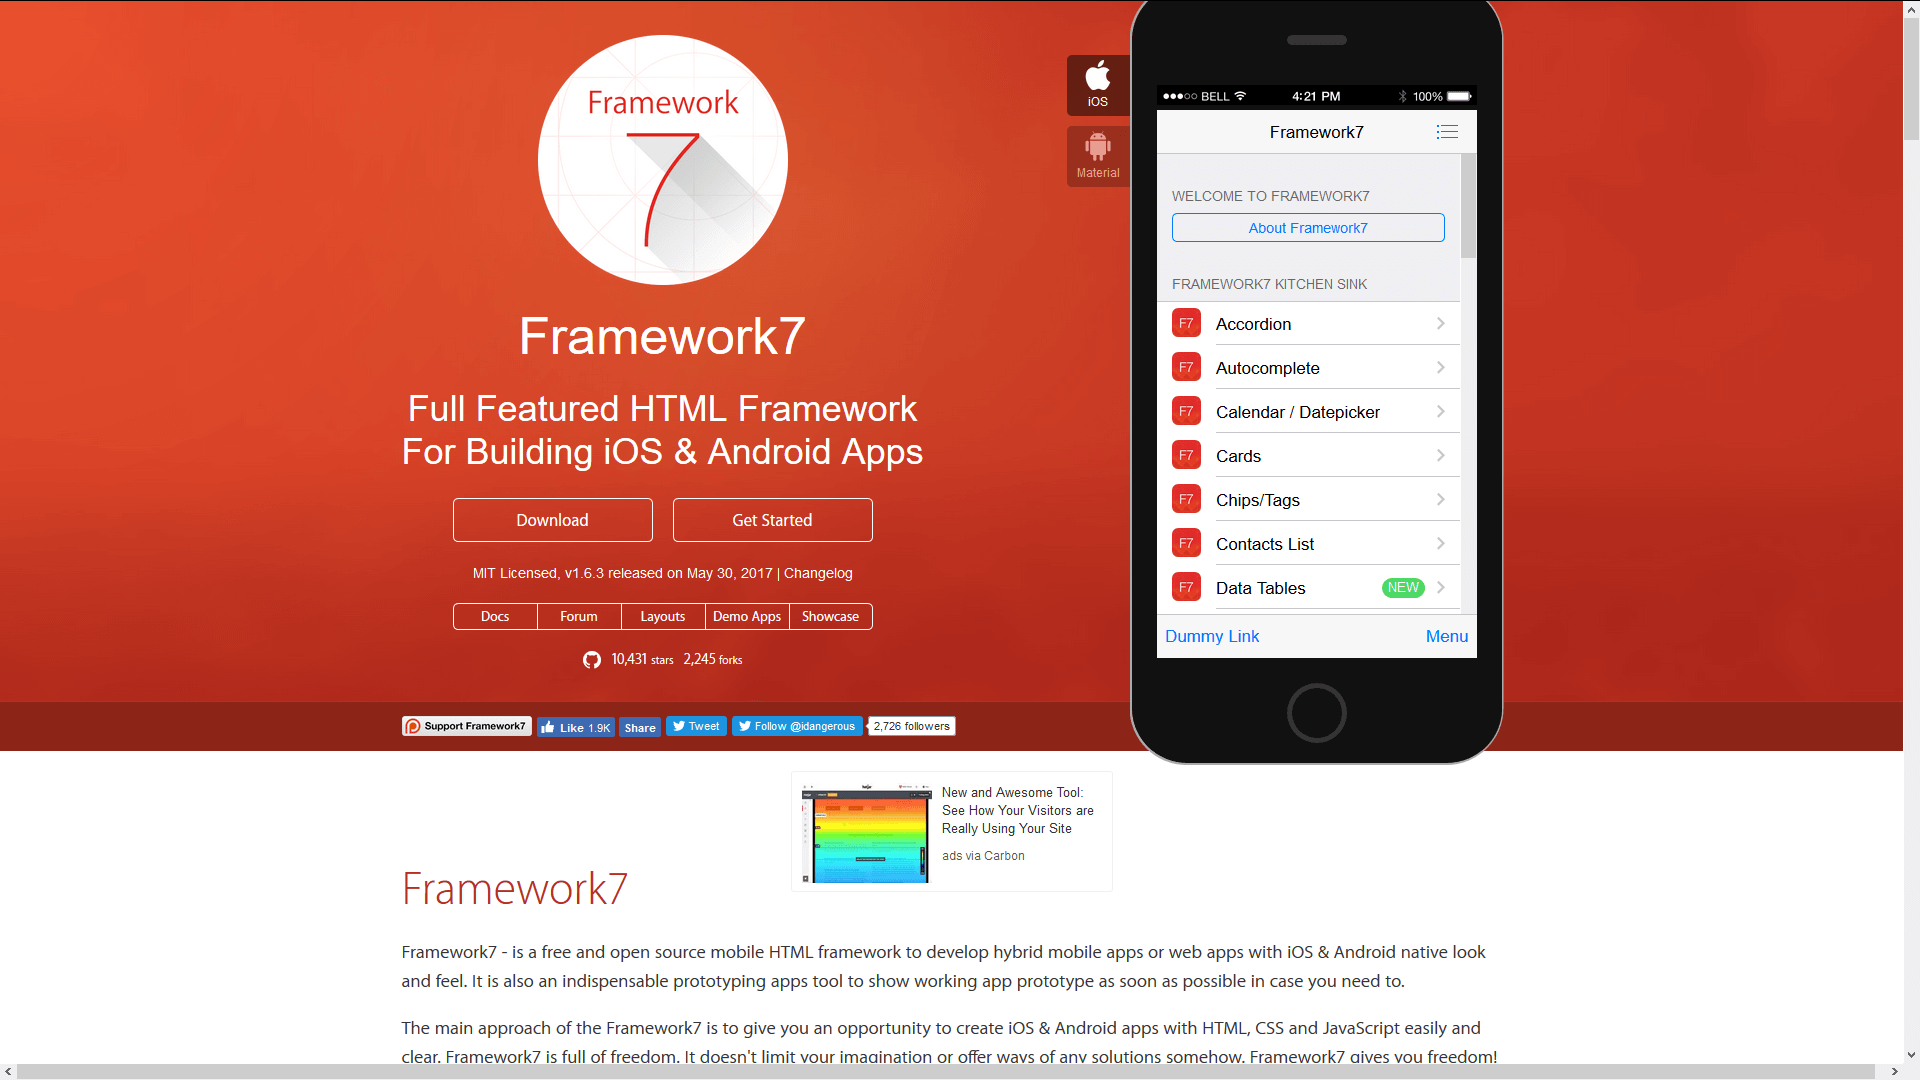 Framework
7
Framework7
Full Featured HTML Framework
For Building iOS & Android Apps
Download
Get Started
MIT Licensed, v1.6.3 released on May 30, 2017 | Changelog
Docs
Forum
Layouts
Demo Apps
Showcase
10,431 stars 2,245 forks
iOS
Material
BELL
4:21 PM
100%
Framework7
WELCOME TO FRAMEWORK7
About Framework7
FRAMEWORK7 KITCHEN SINK
F7 Accordion
F7 Autocomplete
F7 Calendar / Datepicker
F7 Cards
F7 Chips/Tags
F7 Contacts List
F7 Data Tables NEW
Dummy Link
Menu
Support Framework7
Like 1.9K
Share
Tweet
Follow @idangerous
2,726 followers
New and Awesome Tool:
See How Your Visitors are
Really Using Your Site
ads via Carbon
Framework7
Framework7 - is a free and open source mobile HTML framework to develop hybrid mobile apps or web apps with iOS & Android native look
and feel. It is also an indispensable prototyping apps tool to show working app prototype as soon as possible in case you need to.
The main approach of the Framework7 is to give you an opportunity to create iOS & Android apps with HTML, CSS and JavaScript easily and
clear. Framework7 is full of freedom. It doesn't limit your imagination or offer ways of any solutions somehow. Framework7 gives you freedom!